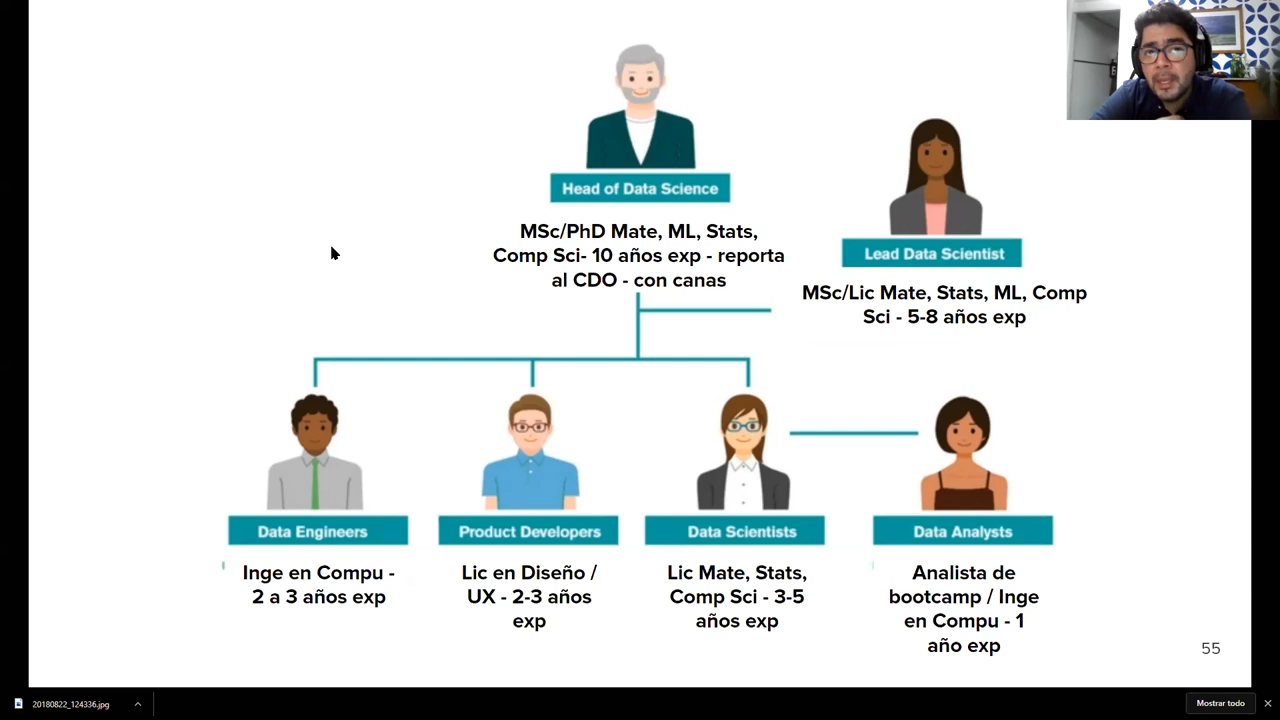 Head of Data Science
MSc/PhD Mate, ML, Stats,
Comp Sci- 10 años exp - reporta
al CDO - con canas
Lead Data Scientist
MSc/Lic Mate, Stats, ML, Comp
Sci - 5-8 años exp
Data Engineers
Inge en Compu -
2 a 3 años exp
Product Developers
Lic en Diseño /
UX - 2-3 años
exp
Data Scientists
Lic Mate, Stats,
Comp Sci - 3-5
años exp
Data Analysts
Analista de
bootcamp / Inge
en Compu - 1
año exp
55
20180822_124336.jpg
Mostrar todo